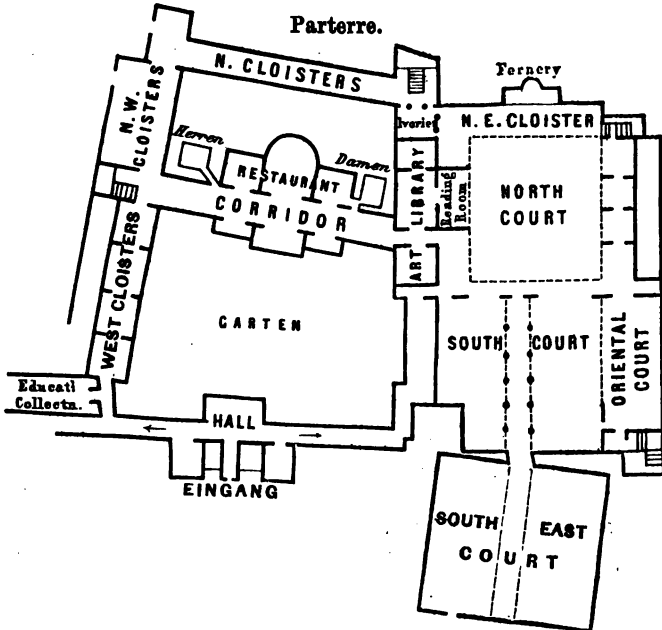 Parterre.
N. CLOISTERS
Fernery
N. W. CLOISTERS
Ivories
N. E. CLOISTER
Herren
Damen
RESTAURANT
CORRIDOR
ART LIBRARY
Reading Room
NORTH COURT
WEST CLOISTERS
GARTEN
SOUTH COURT
ORIENTAL COURT
Educatl
Collectn.
HALL
EINGANG
SOUTH EAST
COURT